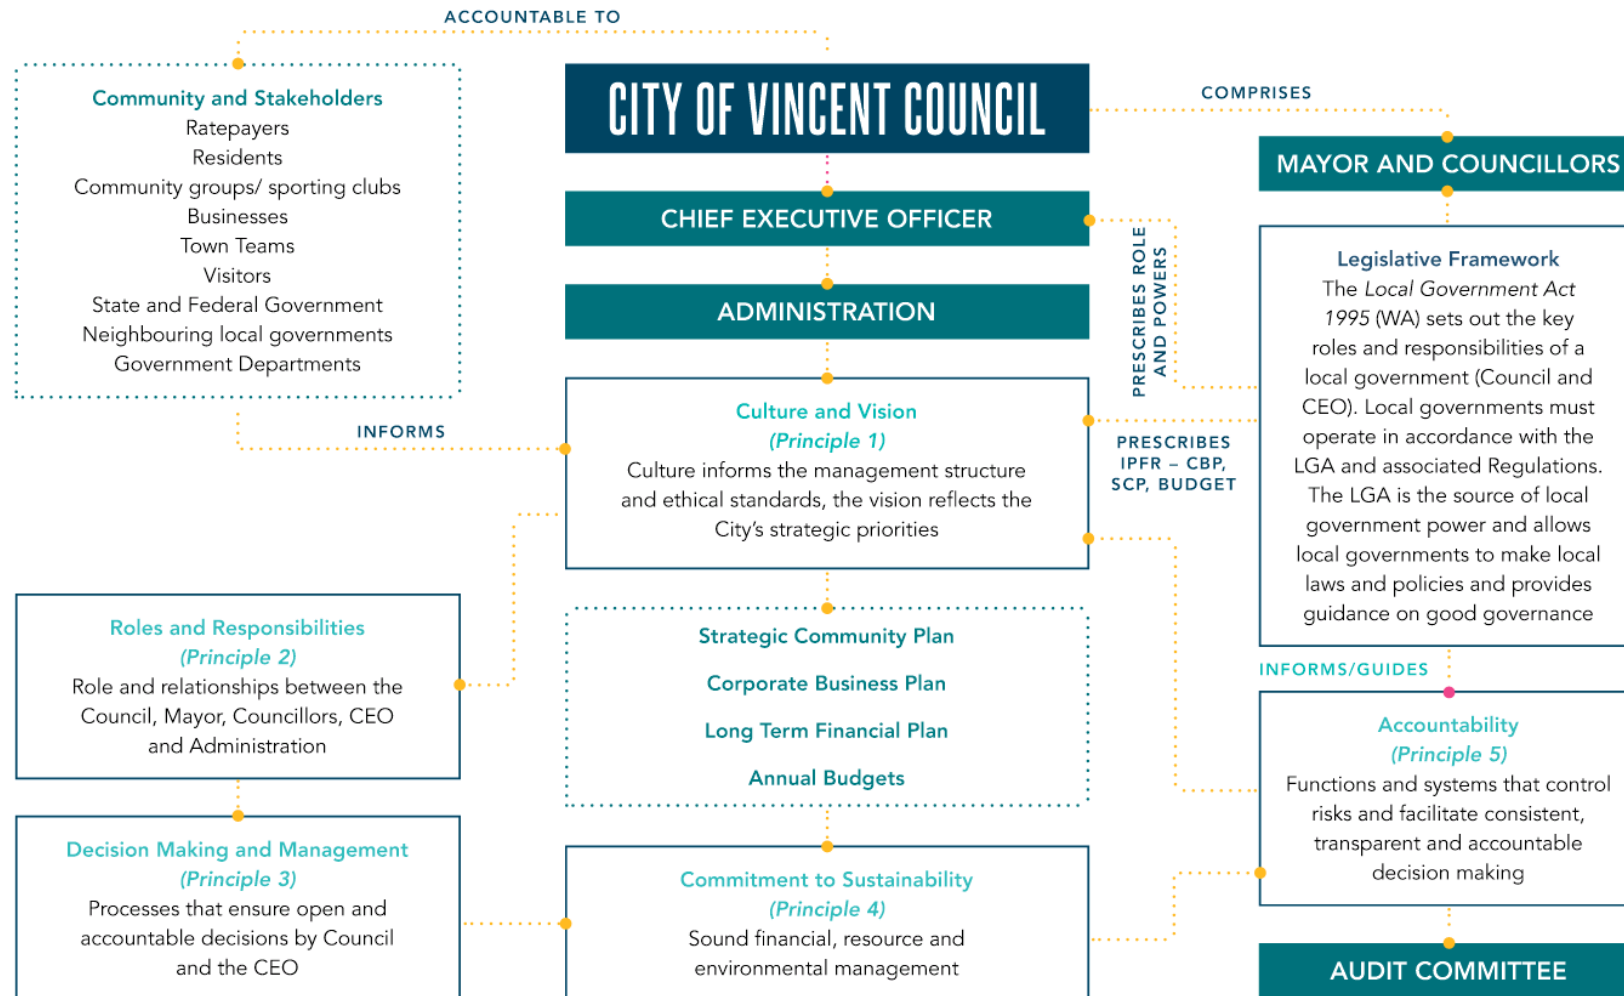 ACCOUNTABLE TO
Community and Stakeholders
Ratepayers
Residents
Community groups/ sporting clubs
Businesses
Town Teams
Visitors
State and Federal Government
Neighbouring local governments
Government Departments
CITY OF VINCENT COUNCIL
COMPRISES
MAYOR AND COUNCILLORS
CHIEF EXECUTIVE OFFICER
ADMINISTRATION
PRESCRIBES ROLE
AND POWERS
Legislative Framework
The Local Government Act
1995 (WA) sets out the key
roles and responsibilities of a
local government (Council and
CEO). Local governments must
operate in accordance with the
LGA and associated Regulations.
The LGA is the source of local
government power and allows
local governments to make local
laws and policies and provides
guidance on good governance
INFORMS
Culture and Vision
(Principle 1)
Culture informs the management structure
and ethical standards, the vision reflects the
City's strategic priorities
PRESCRIBES
IPFR – CBP,
SCP, BUDGET
Roles and Responsibilities
(Principle 2)
Role and relationships between the
Council, Mayor, Councillors, CEO
and Administration
Strategic Community Plan
Corporate Business Plan
Long Term Financial Plan
Annual Budgets
INFORMS/GUIDES
Accountability
(Principle 5)
Functions and systems that control
risks and facilitate consistent,
transparent and accountable
decision making
Decision Making and Management
(Principle 3)
Processes that ensure open and
accountable decisions by Council
and the CEO
Commitment to Sustainability
(Principle 4)
Sound financial, resource and
environmental management
AUDIT COMMITTEE